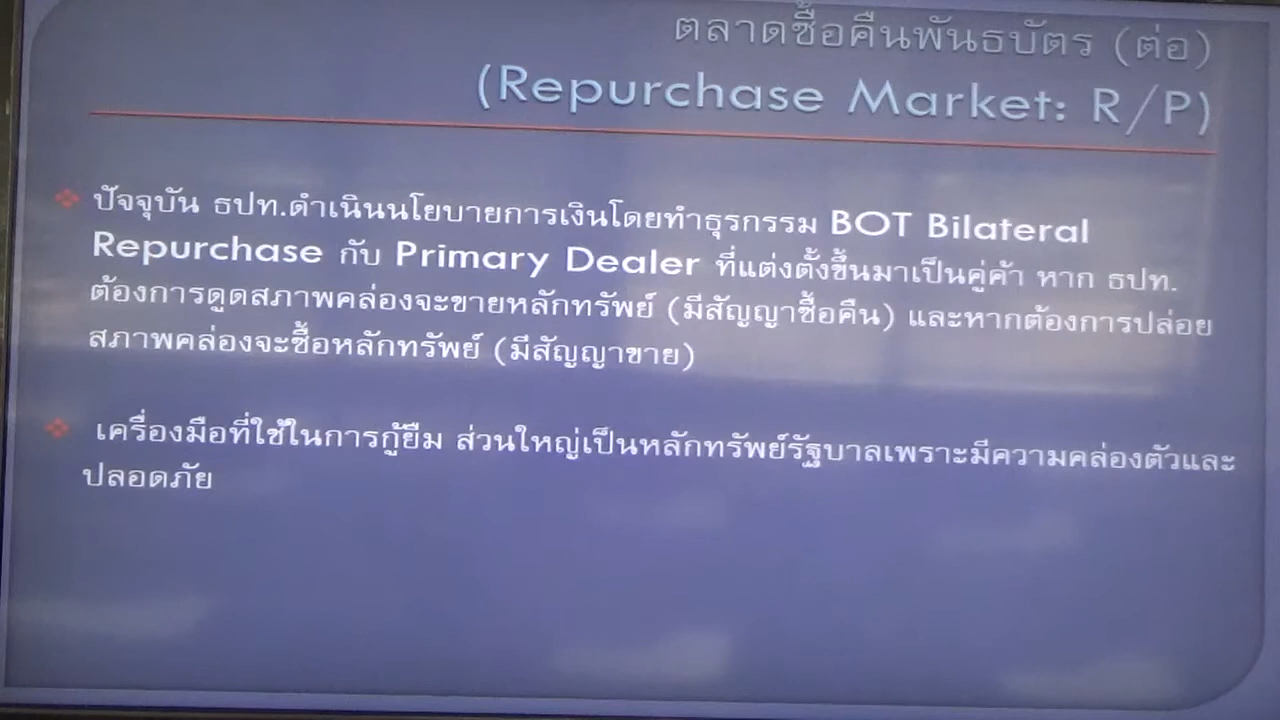 ตลาดซื้อคืนพันธบัตร (ต่อ)
(Repurchase Market: R/P)
ปัจจุบัน ธปท.ดำเนินนโยบายการเงินโดยทำธุรกรรม BOT Bilateral
Repurchase กับ Primary Dealer ที่แต่งตั้งขึ้นมาเป็นคู่ค้า หาก ธปท.
ต้องการดูดสภาพคล่องจะขายหลักทรัพย์ (มีสัญญาซื้อคืน) และหากต้องการปล่อย
สภาพคล่องจะซื้อหลักทรัพย์ (มีสัญญาขาย)
เครื่องมือที่ใช้ในการกู้ยืม ส่วนใหญ่เป็นหลักทรัพย์รัฐบาลเพราะมีความคล่องตัวและ
ปลอดภัย